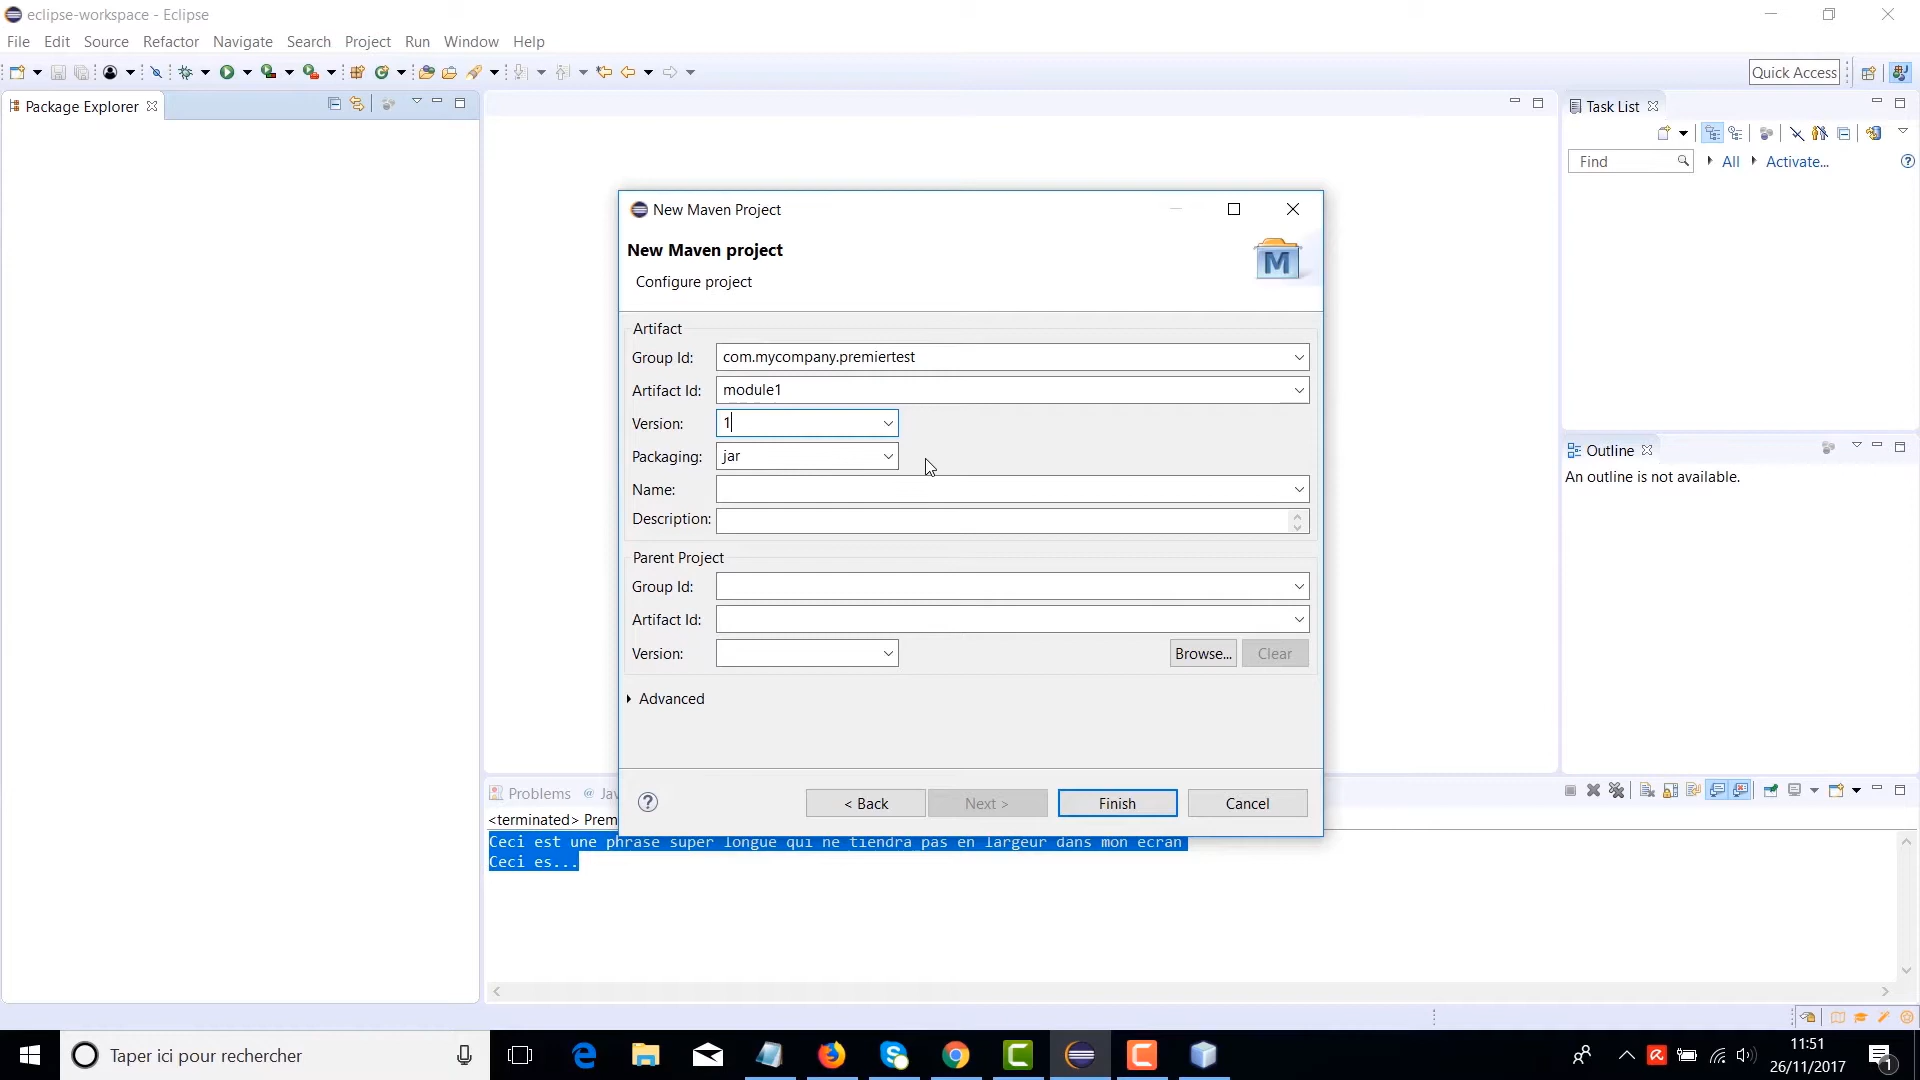 eclipse-workspace - Eclipse
File Edit Source Refactor Navigate Search Project Run Window Help
Quick Access
Package Explorer
Task List
Find
All
Activate...
New Maven Project
New Maven project
Configure project
M
Artifact
Group Id: com.mycompany.premiertest
Artifact Id: module1
Version: 1
Packaging: jar
Name:
Description:
Parent Project
Group Id:
Artifact Id:
Version:
Browse... Clear
Advanced
< Back Next > Finish Cancel
Outline
An outline is not available.
Problems @ Jav
<terminated> Prem
Ceci est une phrase super longue qui ne tiendra pas en largeur dans mon ecran
Ceci es...
Taper ici pour rechercher
11:51
26/11/2017
1